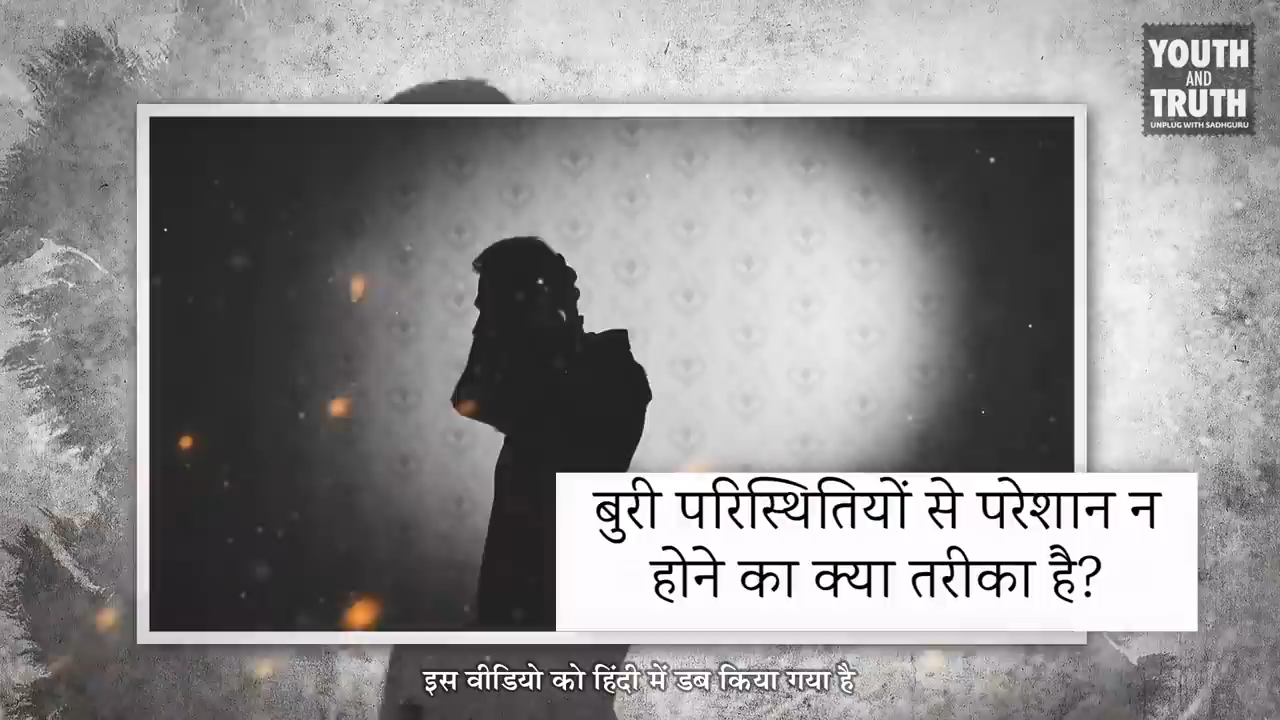 YOUTH
AND
TRUTH
UNPLUG WITH SADHGURU
बुरी परिस्थितियों से परेशान न
होने का क्या तरीका है?
इस वीडियो को हिंदी में डब किया गया है